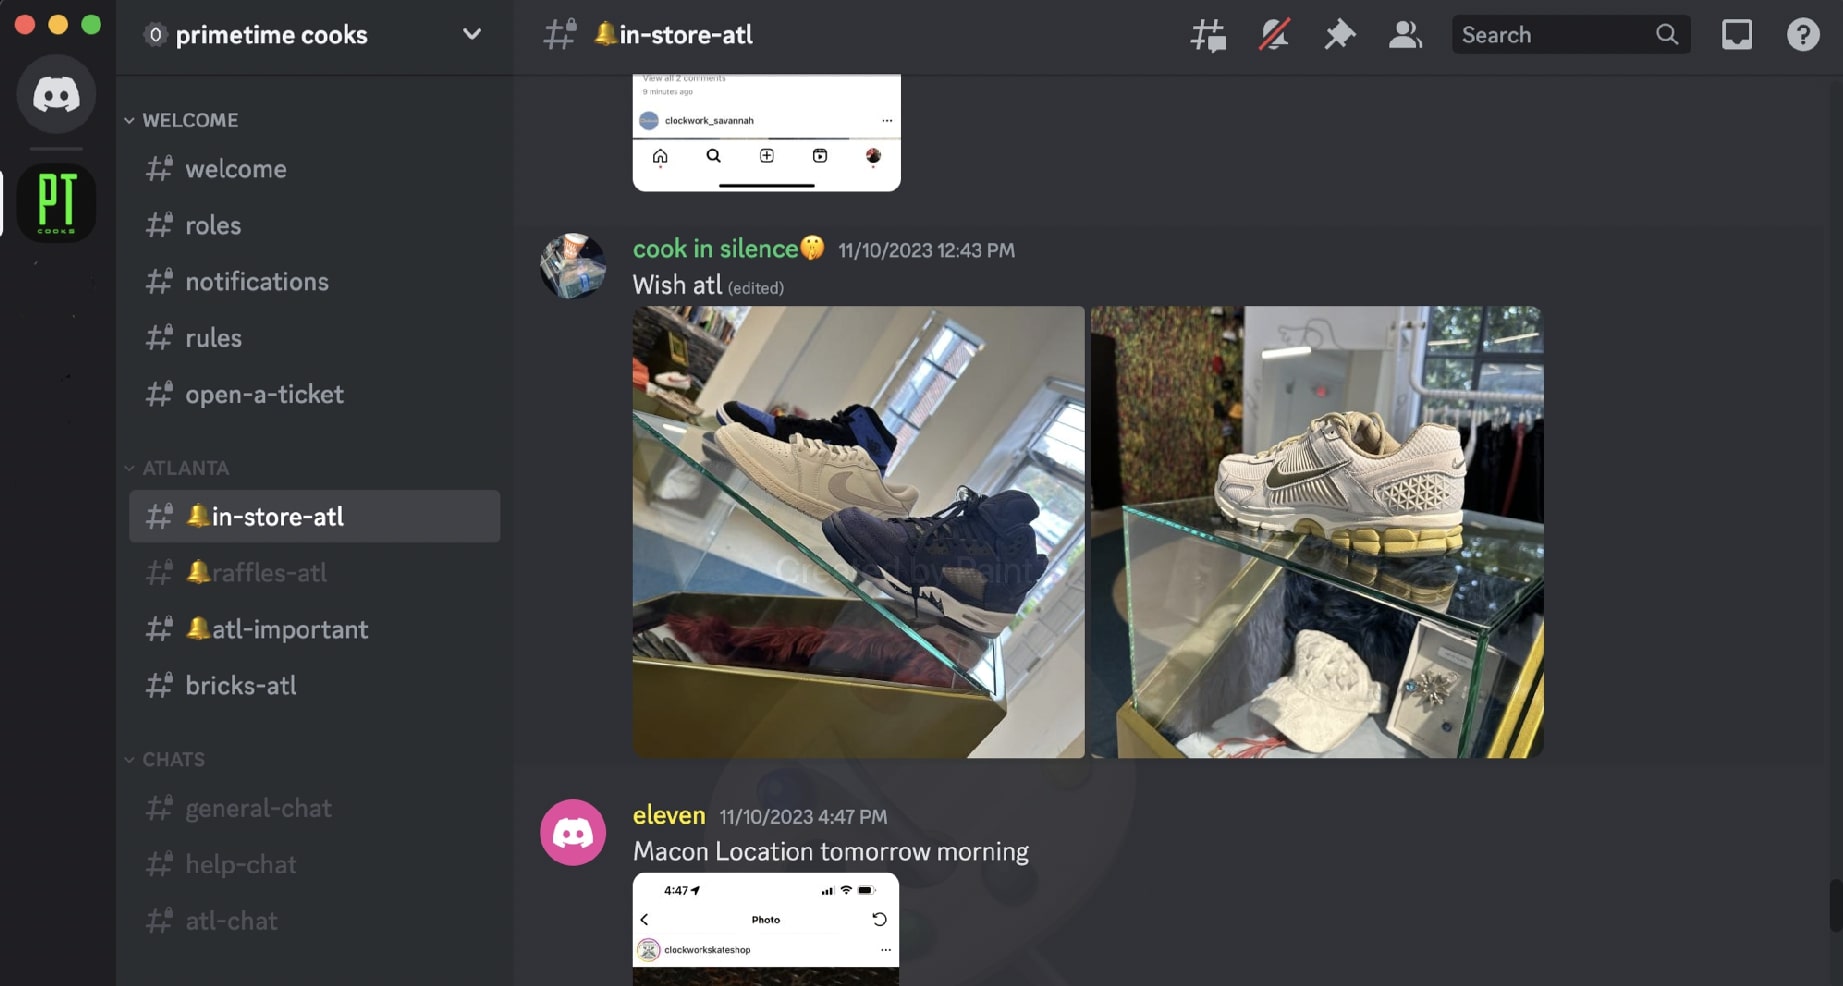 primetime cooks
in-store-atl
Search
PT
COOKS
WELCOME
welcome
roles
notifications
rules
open-a-ticket
ATLANTA
in-store-atl
raffles-atl
atl-important
bricks-atl
CHATS
general-chat
help-chat
atl-chat
View all 2 comments
9 minutes ago
clockwork_savannah
cook in silence 11/10/2023 12:43 PM
Wish atl (edited)
Created by Paint
eleven 11/10/2023 4:47 PM
Macon Location tomorrow morning
4:47
Photo
clockworkskateshop